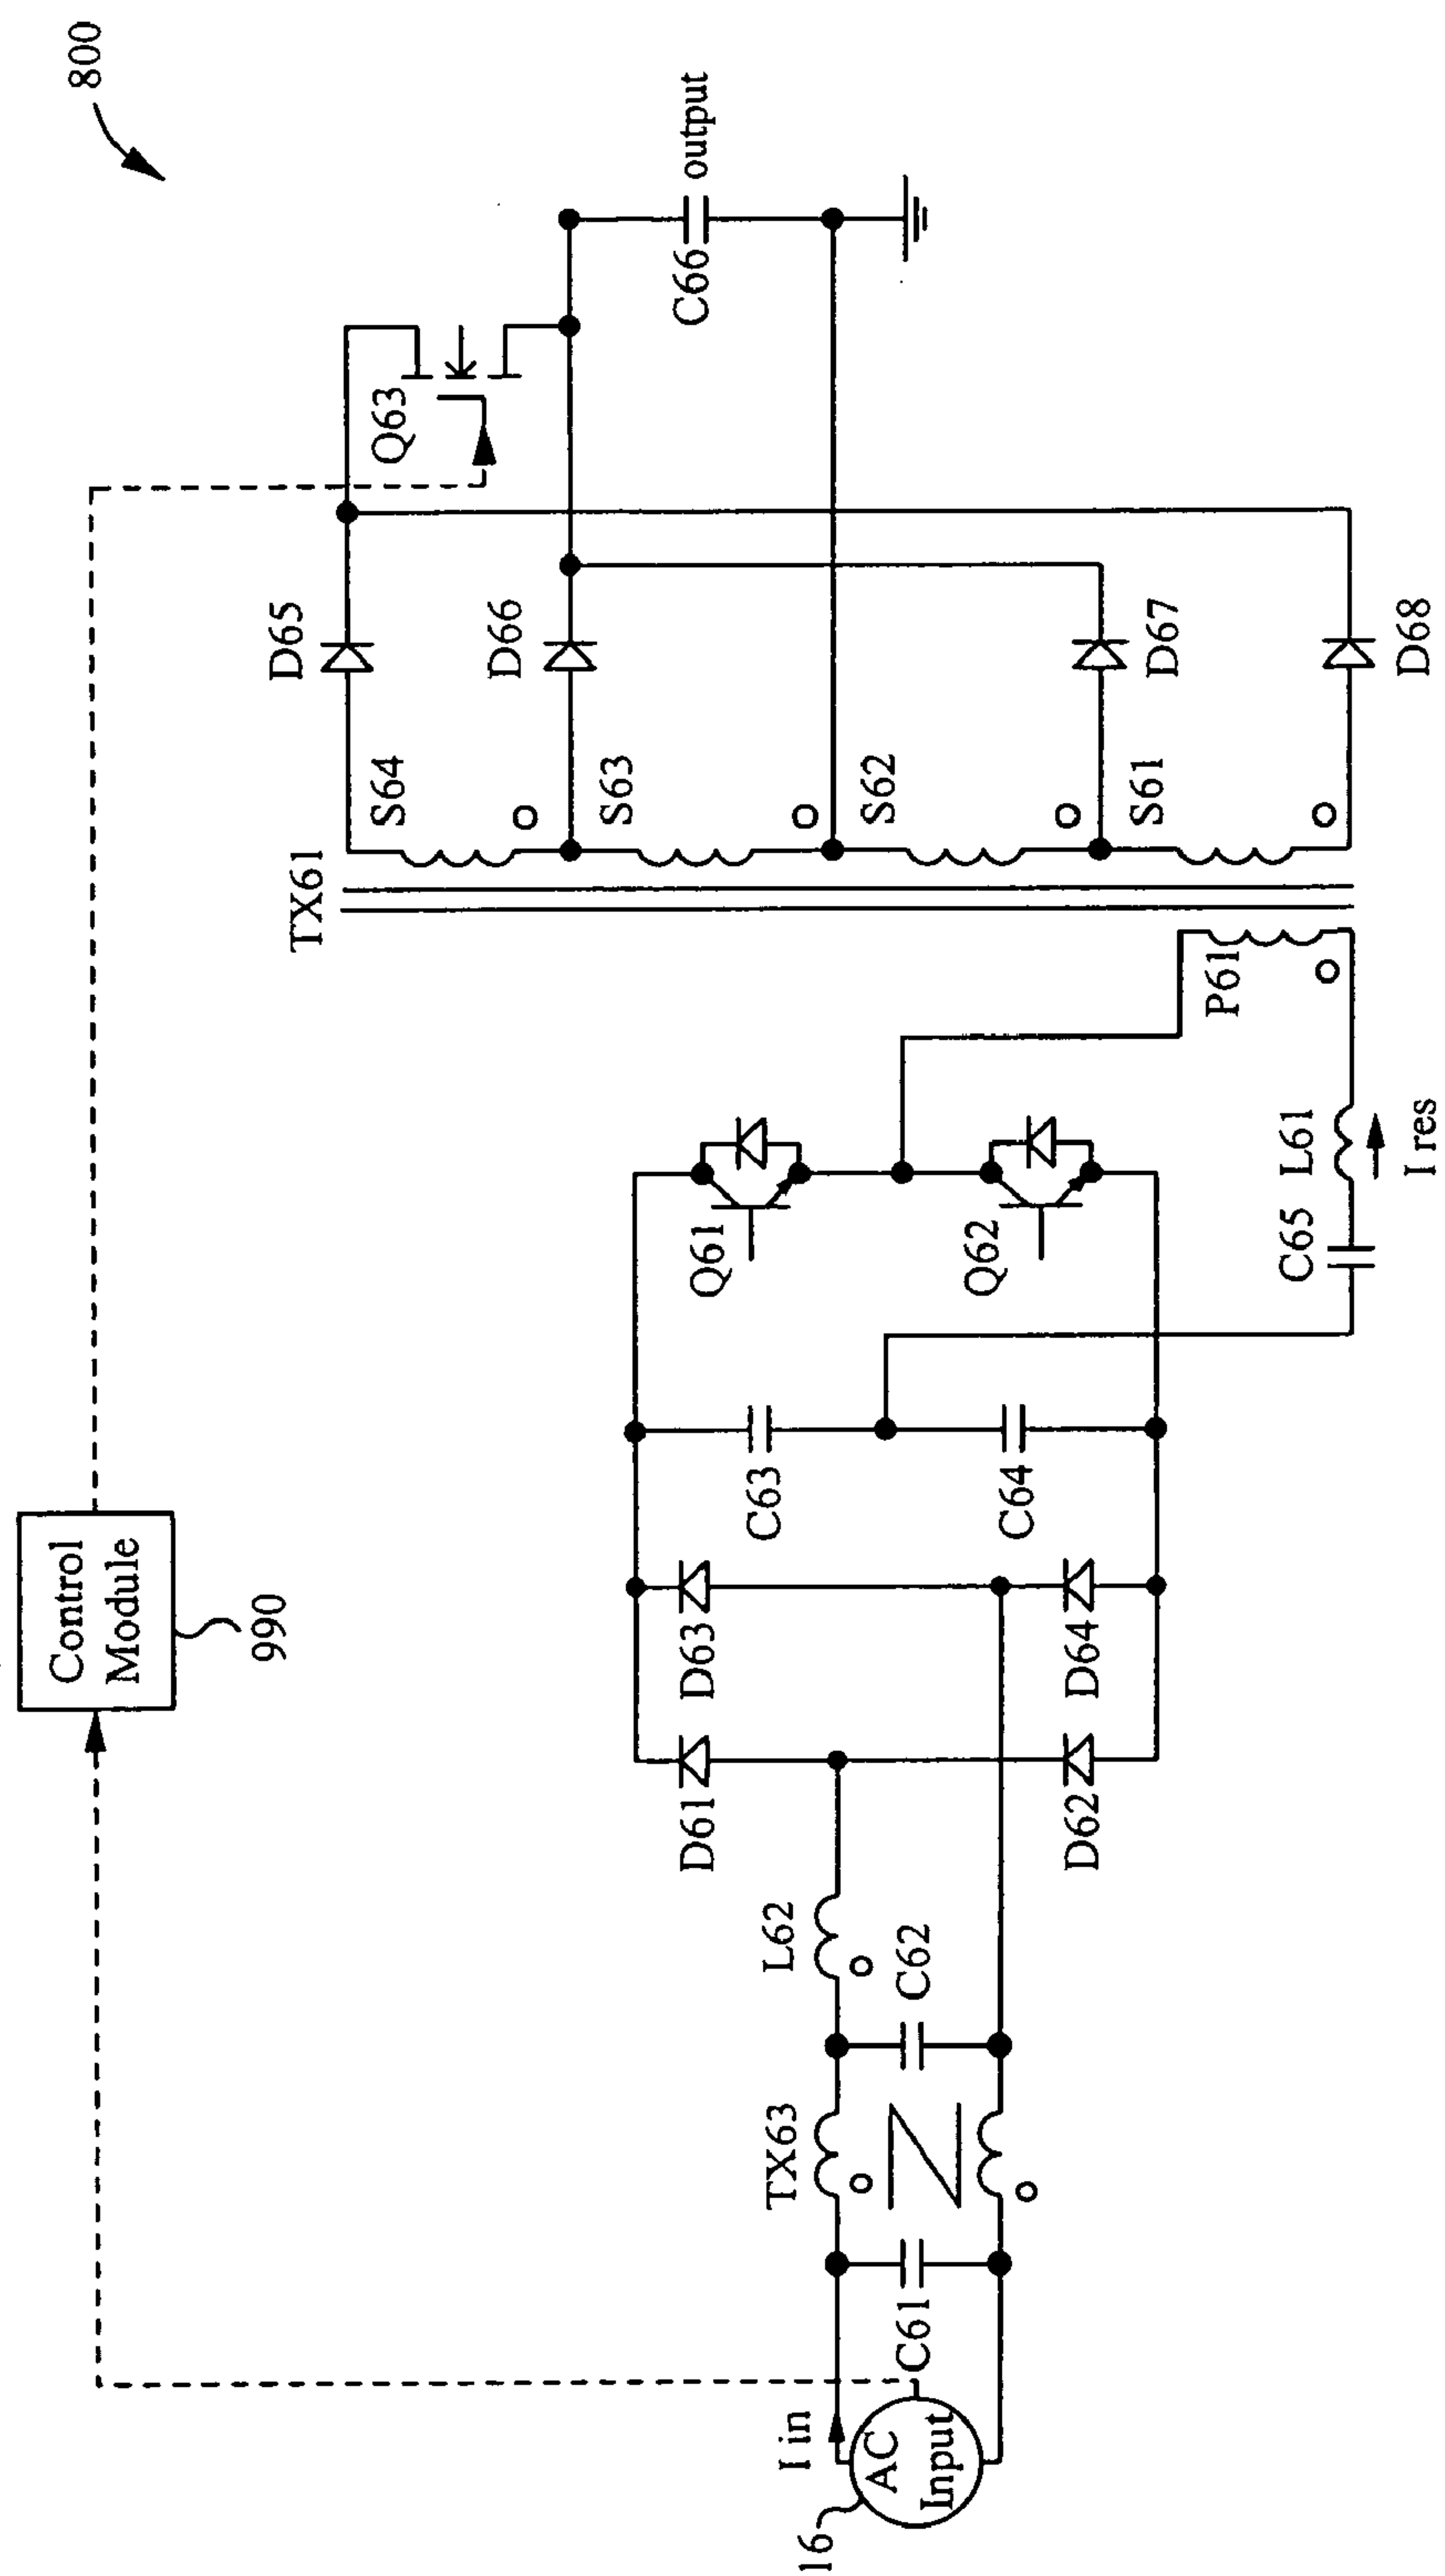 800
Control
Module
990
TX61
S64
S63
S62
S61
D65
D66
D67
D68
Q63
C66
output
P61
Q61
Q62
C65
L61
I res
C63
C64
D63
D64
D61
D62
L62
C62
TX63
C61
I in
AC
Input
16